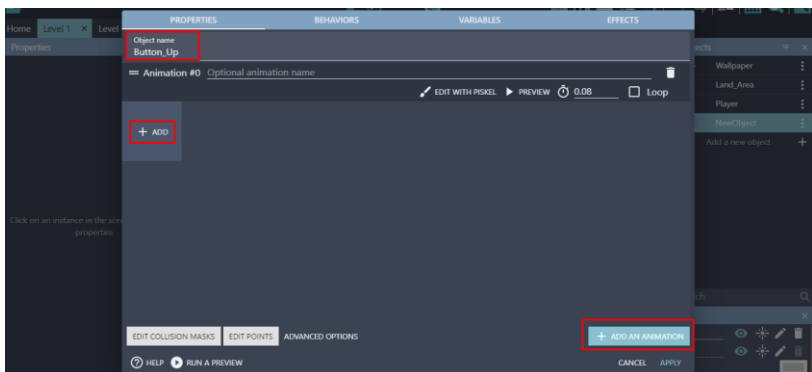 PROPERTIES BEHAVIORS VARIABLES EFFECTS
Home Level 1 × Level
Object name
Button_Up
Properties
Animation #0 Optional animation name
Wallpaper
EDIT WITH PISKEL PREVIEW 0.08 Loop
Land_Area
Player
+ ADD
NewObject
Add a new object +
Click on an instance in the
properties
EDIT COLLISION MASKS EDIT POINTS ADVANCED OPTIONS + ADD AN ANIMATION
? HELP RUN A PREVIEW CANCEL APPLY